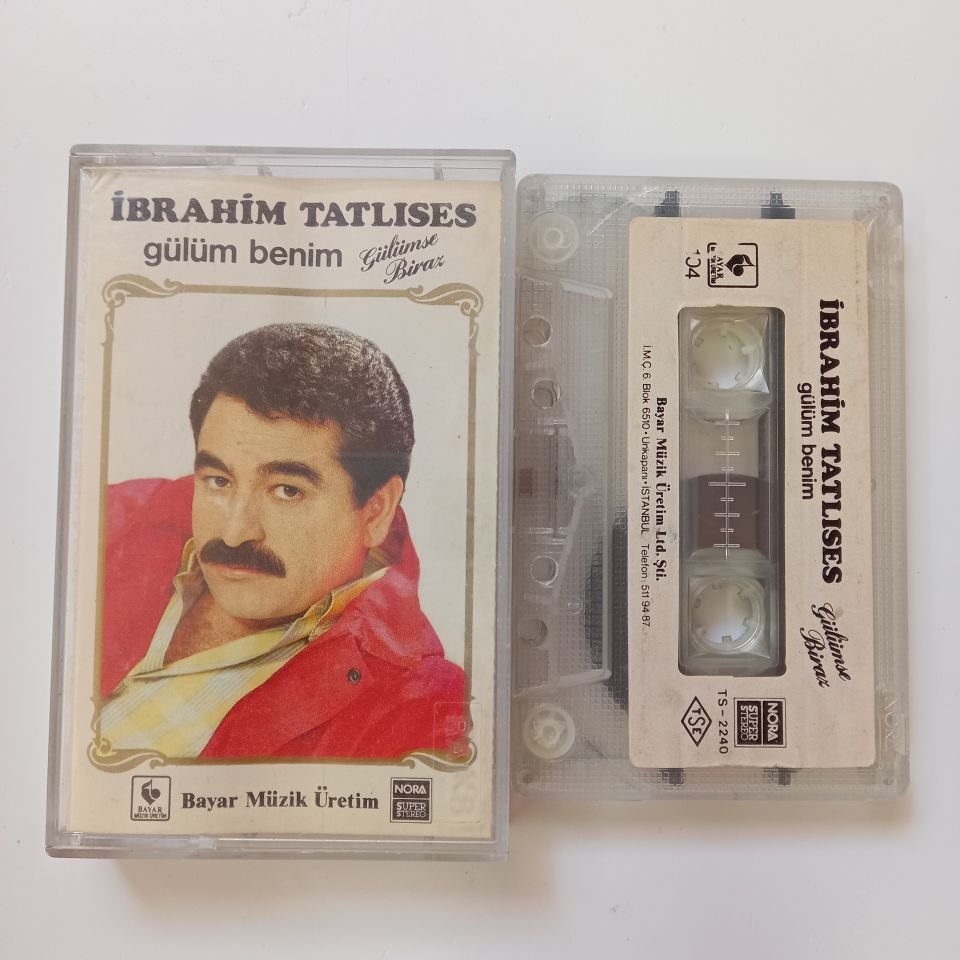 İBRAHİM TATLISES
gülüm benim
Gülümse
Biraz
BAYAR
MÜZİK ÜRETİM
Bayar Müzik Üretim
NORA
SUPER
STEREO
İBRAHİM TATLISES
gülüm benim
Gülümse
Biraz
Bayar Müzik Üretim Ltd. Şti.
İ.M.Ç. 6. Blok 6510 • Unkapanı • İSTANBUL Telefon: 511 94 87
104
TSE
TS - 2240
NORA
SUPER
STEREO